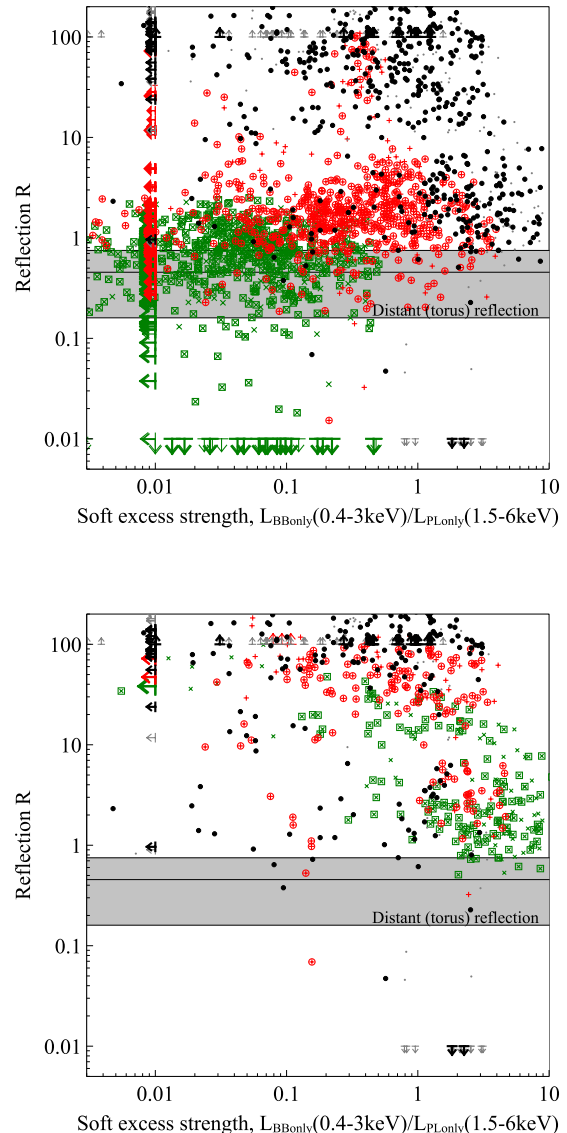 100
10
1
0.1
0.01
Reflection R
Distant (torus) reflection
0.01 0.1 1 10
Soft excess strength, L_BBonly(0.4-3keV)/L_PLonly(1.5-6keV)
100
10
1
0.1
0.01
Reflection R
Distant (torus) reflection
0.01 0.1 1 10
Soft excess strength, L_BBonly(0.4-3keV)/L_PLonly(1.5-6keV)